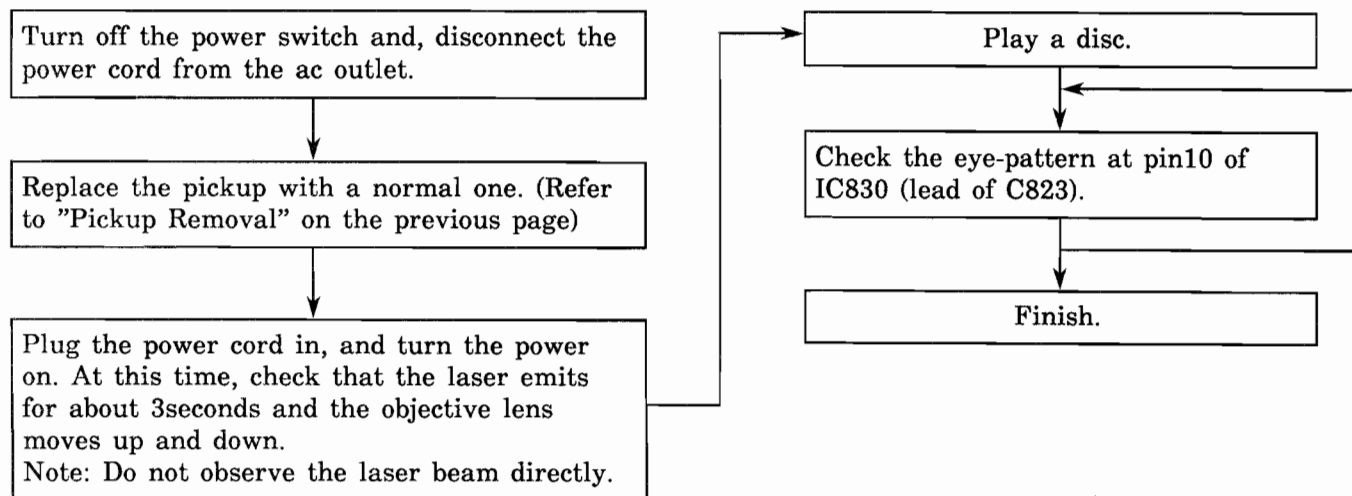 Turn off the power switch and, disconnect the
power cord from the ac outlet.
Replace the pickup with a normal one. (Refer
to ”Pickup Removal” on the previous page)
Plug the power cord in, and turn the power
on. At this time, check that the laser emits
for about 3seconds and the objective lens
moves up and down.
Note: Do not observe the laser beam directly.
Play a disc.
Check the eye-pattern at pin10 of
IC830 (lead of C823).
Finish.